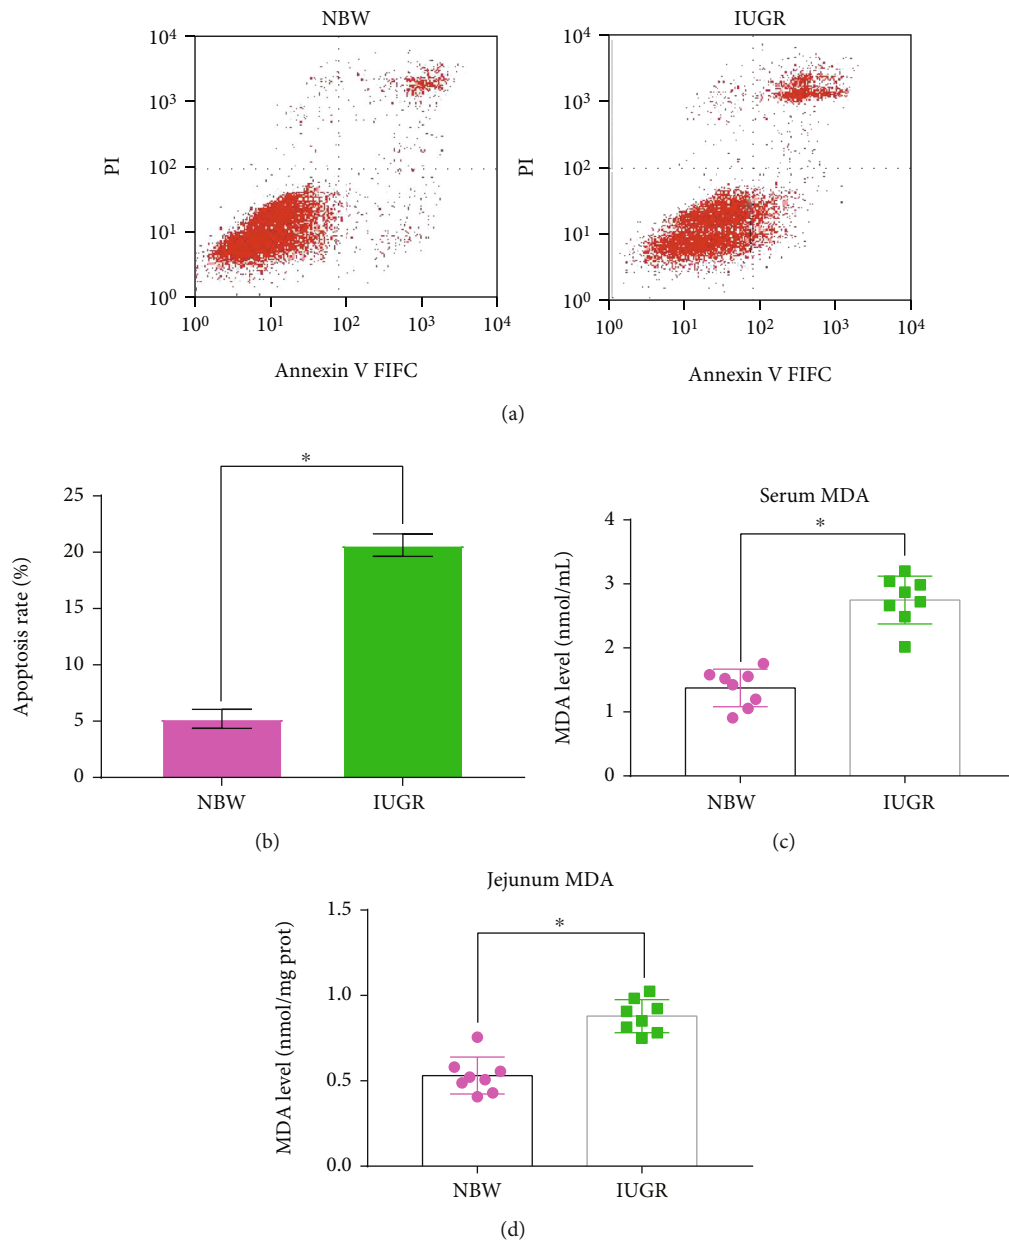 NBW
IUGR
10⁴
10³
10²
10¹
10⁰
PI
10⁰ 10¹ 10² 10³ 10⁴
Annexin V FIFC
10⁴
10³
10²
10¹
10⁰
PI
10⁰ 10¹ 10² 10³ 10⁴
Annexin V FIFC
(a)
*
25
20
15
10
5
0
Apoptosis rate (%)
NBW IUGR
(b)
Serum MDA
*
4
3
2
1
0
MDA level (nmol/mL)
NBW IUGR
(c)
Jejunum MDA
*
1.5
1.0
0.5
0.0
MDA level (nmol/mg prot)
NBW IUGR
(d)